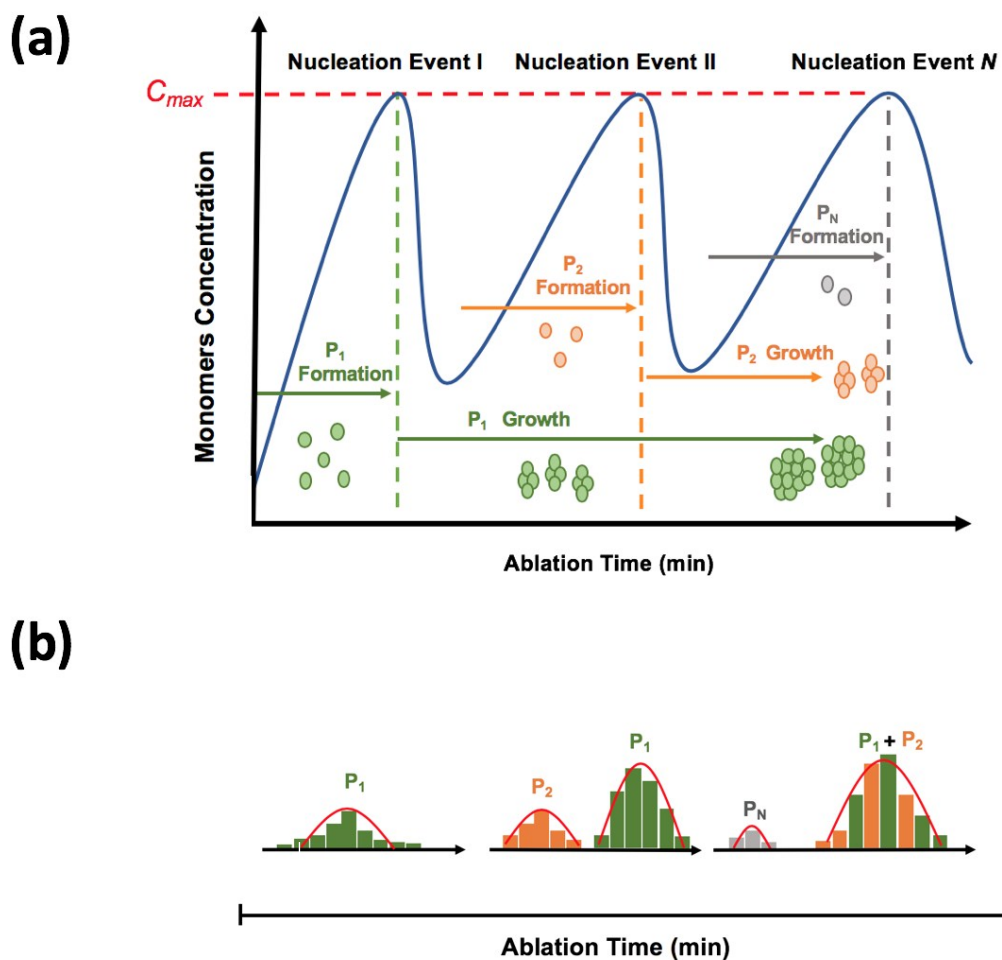 (a)
Nucleation Event I
Nucleation Event II
Nucleation Event N
Cmax
Monomers Concentration
PN
Formation
P2
Formation
P1
Formation
P2 Growth
P1 Growth
Ablation Time (min)
(b)
P1
P2
P1
PN
P1 + P2
Ablation Time (min)